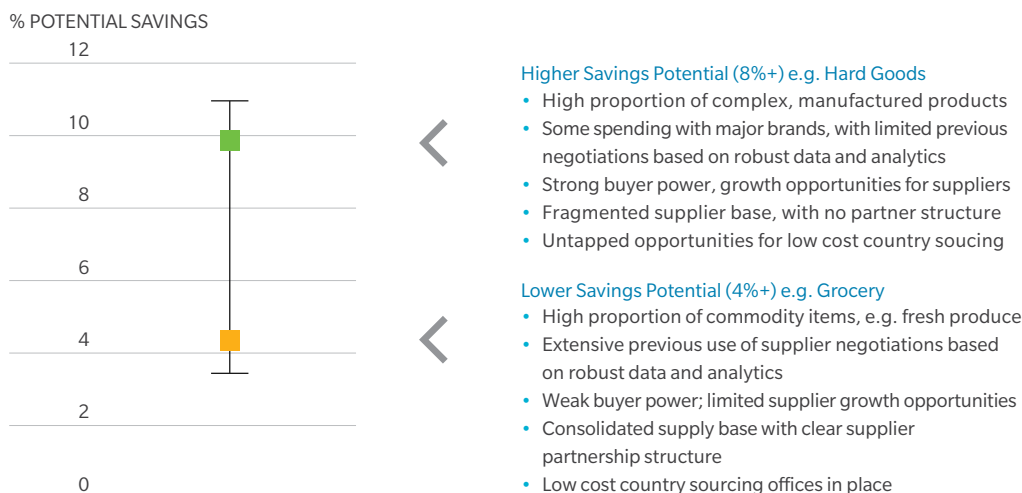 % POTENTIAL SAVINGS
12
10
8
6
4
2
0
Higher Savings Potential (8%+) e.g. Hard Goods
• High proportion of complex, manufactured products
• Some spending with major brands, with limited previous
negotiations based on robust data and analytics
• Strong buyer power, growth opportunities for suppliers
• Fragmented supplier base, with no partner structure
• Untapped opportunities for low cost country soucing
Lower Savings Potential (4%+) e.g. Grocery
• High proportion of commodity items, e.g. fresh produce
• Extensive previous use of supplier negotiations based
on robust data and analytics
• Weak buyer power; limited supplier growth opportunities
• Consolidated supply base with clear supplier
partnership structure
• Low cost country sourcing offices in place